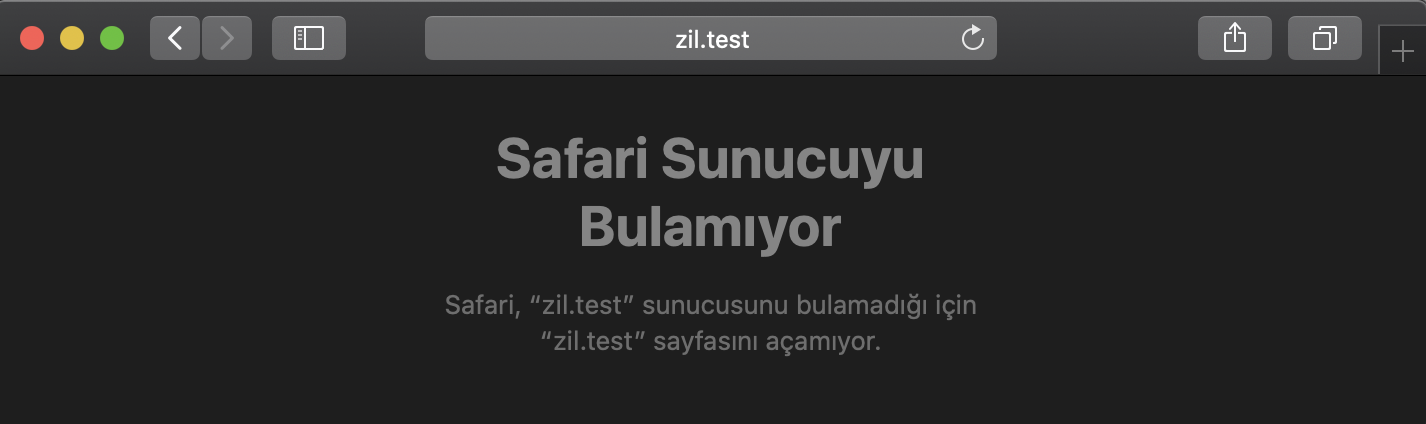 zil.test
Safari Sunucuyu
Bulamıyor
Safari, “zil.test” sunucusunu bulamadığı için
“zil.test” sayfasını açamıyor.